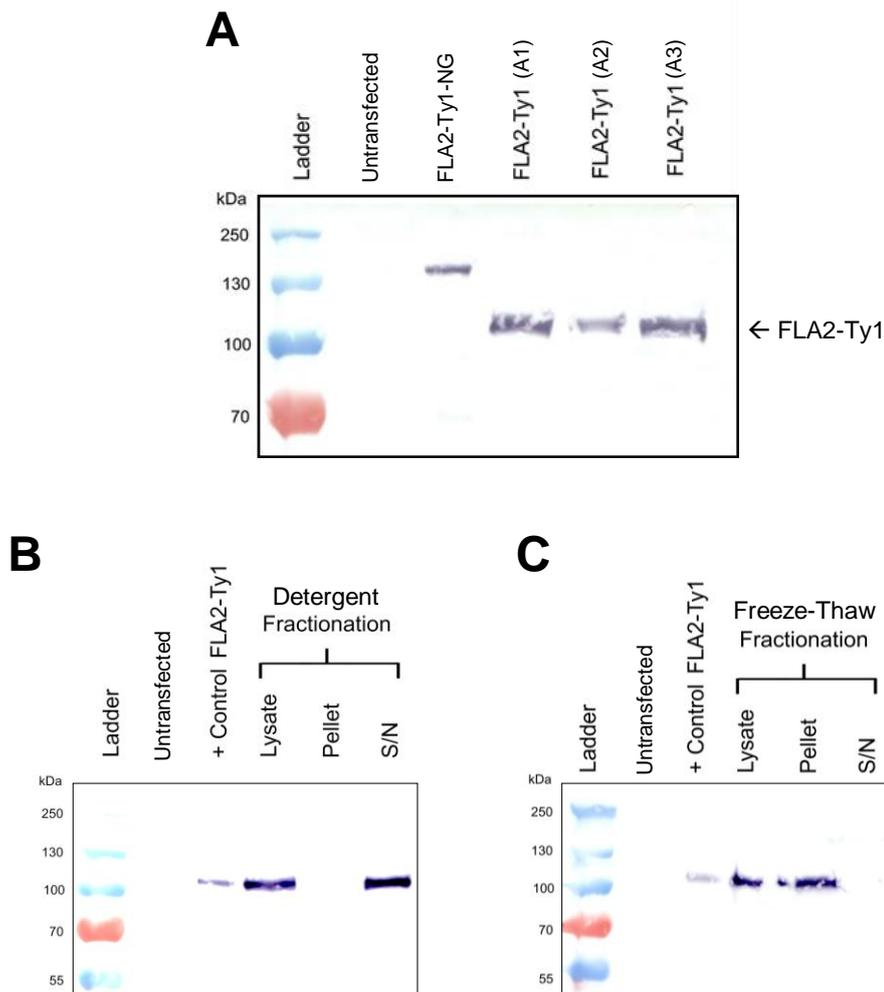 A
Ladder
Untransfected
FLA2-Ty1-NG
FLA2-Ty1 (A1)
FLA2-Ty1 (A2)
FLA2-Ty1 (A3)
kDa
250
130
100
70
← FLA2-Ty1
B
Ladder
Untransfected
+ Control FLA2-Ty1
Detergent
Fractionation
Lysate
Pellet
S/N
kDa
250
130
100
70
55
C
Ladder
Untransfected
+ Control FLA2-Ty1
Freeze-Thaw
Fractionation
Lysate
Pellet
S/N
kDa
250
130
100
70
55